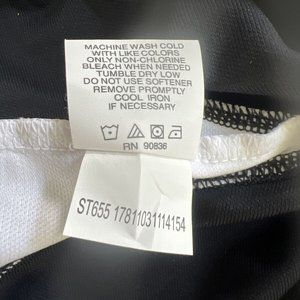 MACHINE WASH COLD
WITH LIKE COLORS
ONLY NON-CHLORINE
BLEACH WHEN NEEDED
TUMBLE DRY LOW
DO NOT USE SOFTENER
REMOVE PROMPTLY
COOL IRON
IF NECESSARY
RN 90836
ST655 17811031114154